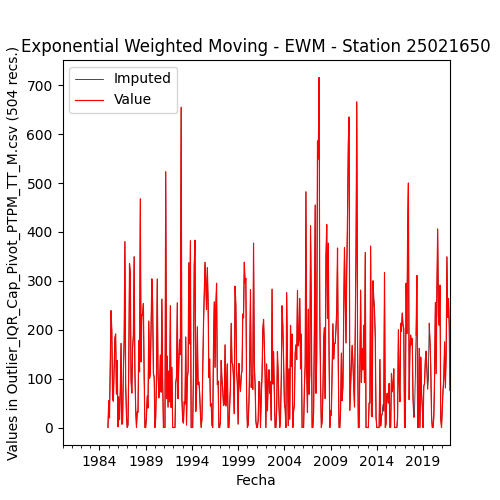 Exponential Weighted Moving - EWM - Station 25021650
Imputed
Value
Values in Outlier_IQR_Cap_Pivot_PTPM_TT_M.csv (504 recs.)
700
600
500
400
300
200
100
0
1984 1989 1994 1999 2004 2009 2014 2019
Fecha